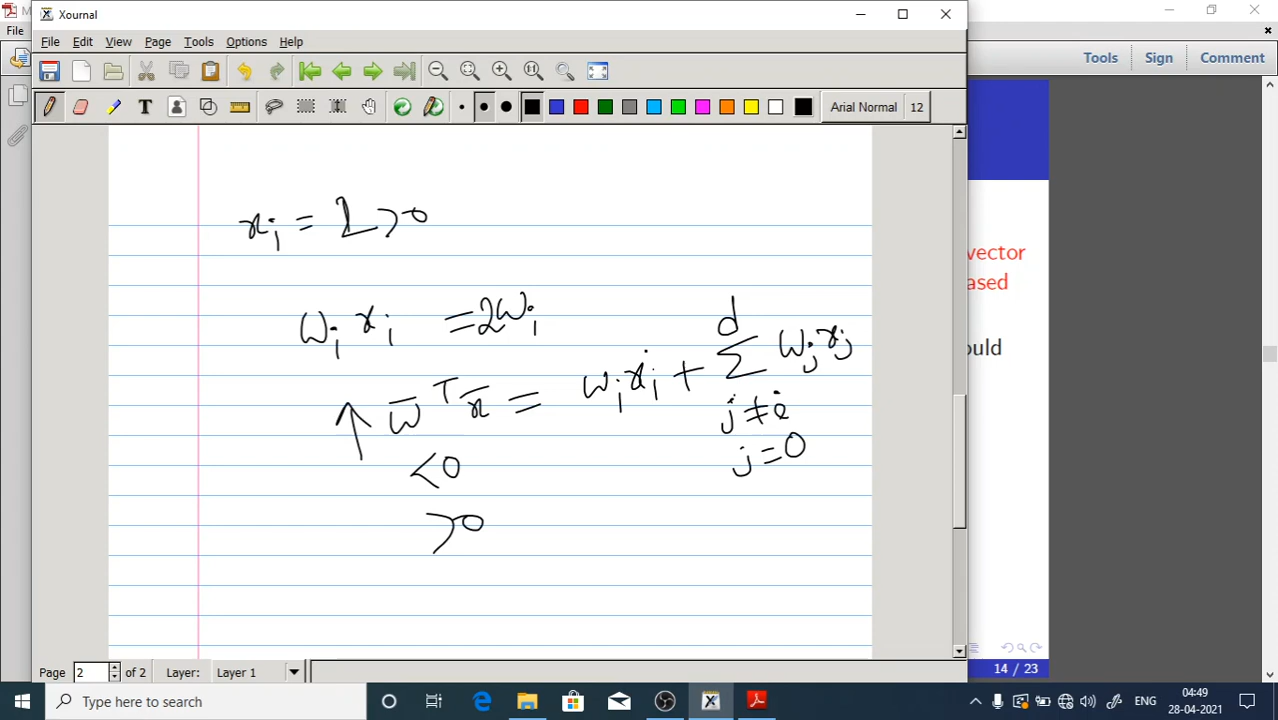 Xournal
File Edit View Page Tools Options Help
Tools Sign Comment
File
Arial Normal 12
x_i = 2 > 0
w_i x_i = 2w_i
↑ w̄ᵀ x̄ = w_i x_i + Σ_{j≠i, j=0}^{d} w_j x_j
< 0
> 0
vector
ased
ould
Page 2 of 2 Layer: Layer 1
14 / 23
Type here to search
ENG
04:49
28-04-2021